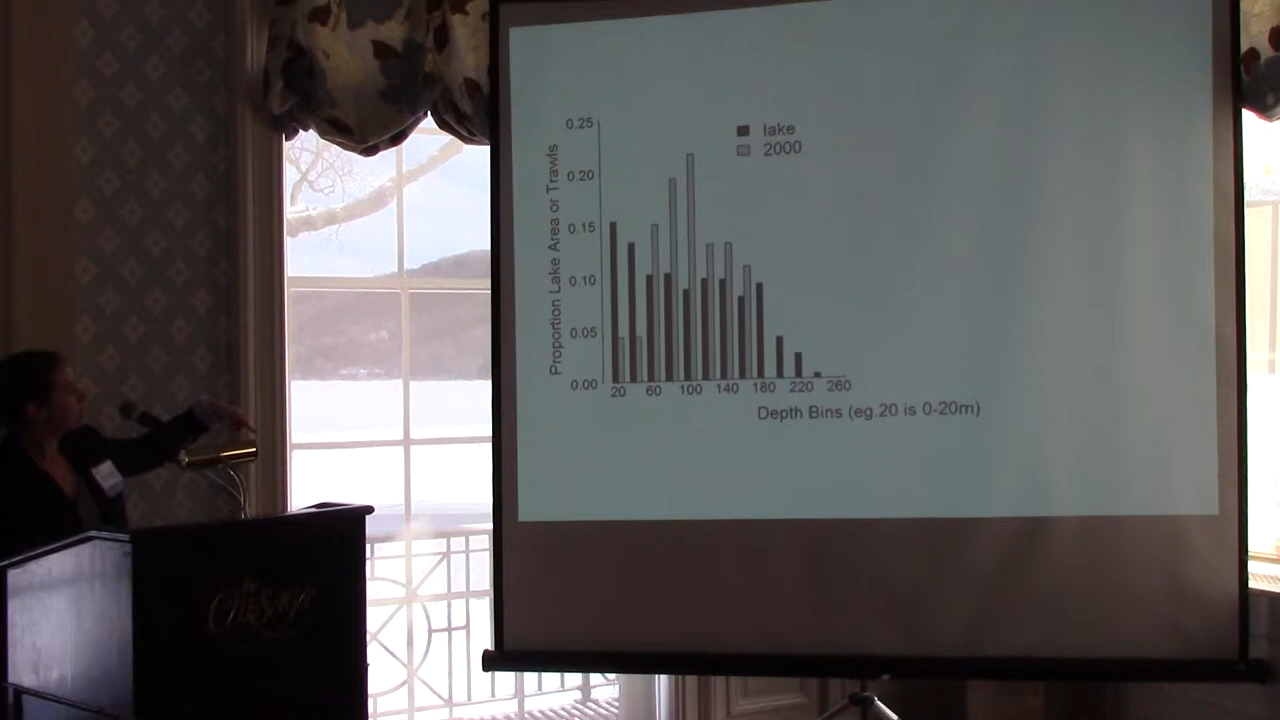 lake
2000
0.25
0.20
0.15
0.10
0.05
0.00
Proportion Lake Area or Trawls
20 60 100 140 180 220 260
Depth Bins (eg.20 is 0-20m)